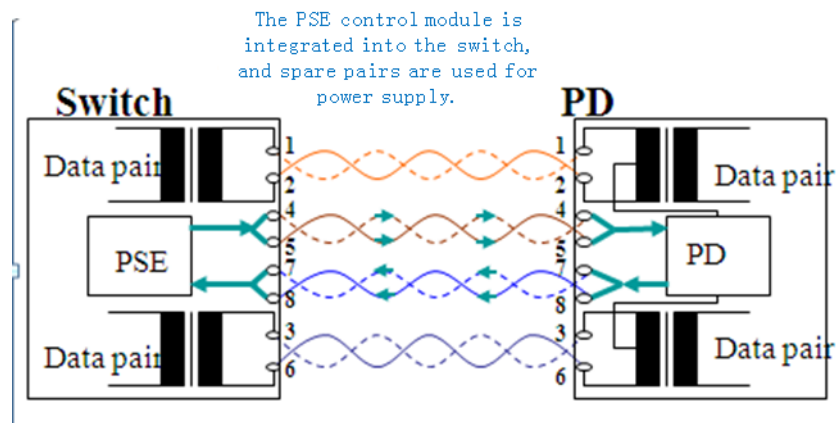 The PSE control module is
integrated into the switch,
and spare pairs are used for
power supply.
Switch
PD
Data pair
1
2
4
5
PSE
7
8
3
Data pair
6
1
Data pair
2
4
5
PD
7
8
3
Data pair
6